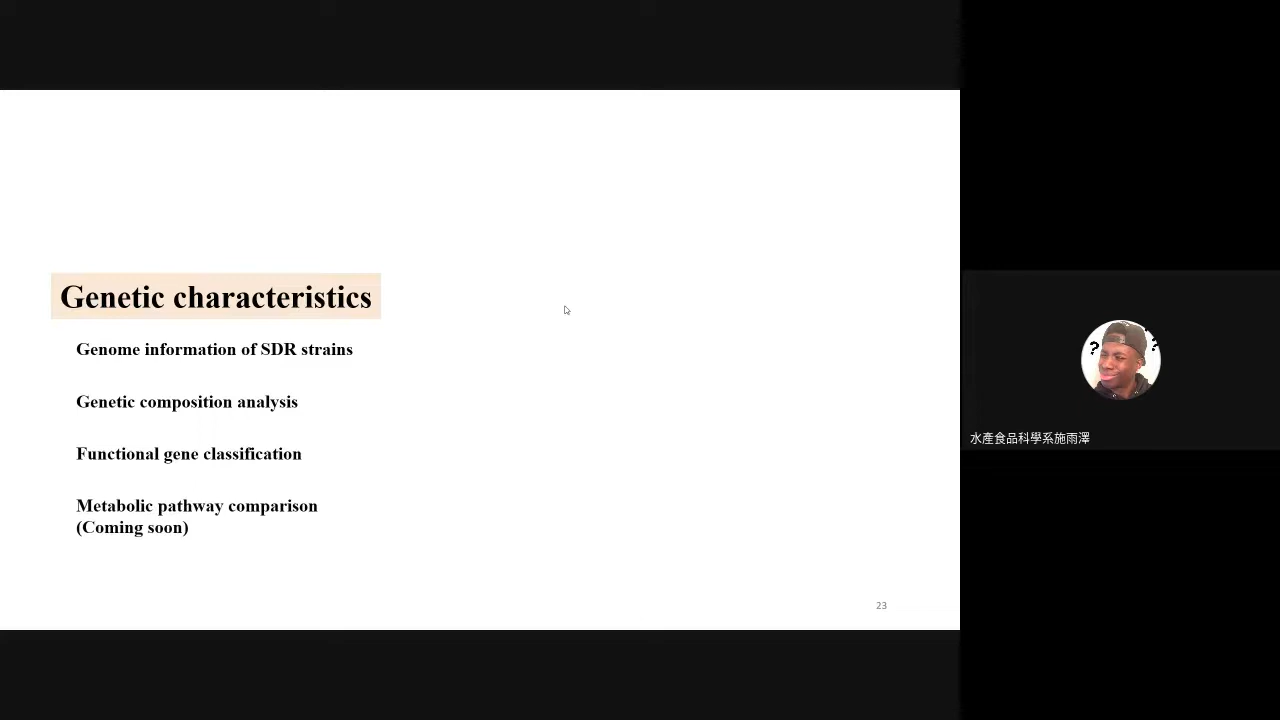 Genetic characteristics
Genome information of SDR strains
Genetic composition analysis
Functional gene classification
Metabolic pathway comparison
(Coming soon)
23
? ?
水產食品科學系施雨澤